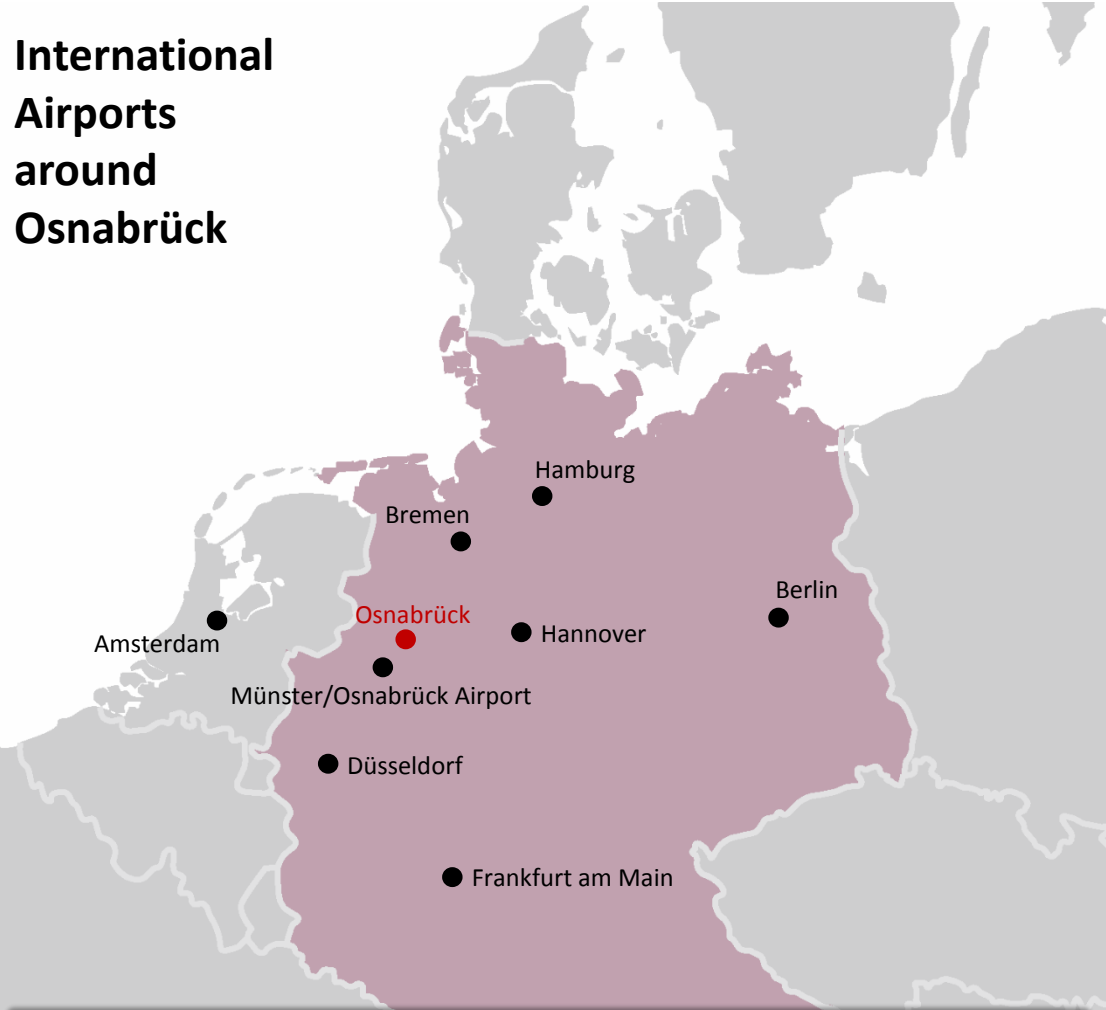 International
Airports
around
Osnabrück
Hamburg
Bremen
Berlin
Osnabrück
Hannover
Amsterdam
Münster/Osnabrück Airport
Düsseldorf
Frankfurt am Main